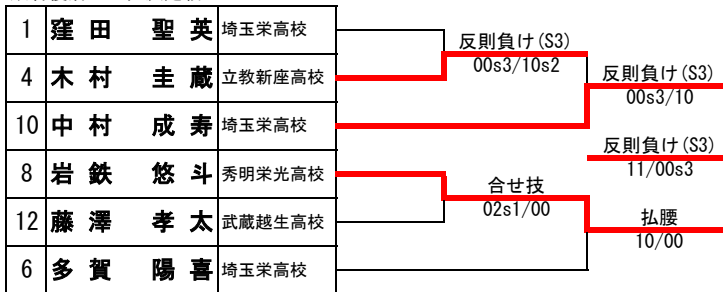 1 窪田 聖英 埼玉栄高校
4 木村 圭蔵 立教新座高校
10 中村 成寿 埼玉栄高校
8 岩鉄 悠斗 秀明栄光高校
12 藤澤 孝太 武蔵越生高校
6 多賀 陽喜 埼玉栄高校
反則負け(S3)
00s3/10s2
反則負け(S3)
00s3/10
反則負け(S3)
11/00s3
合せ技
02s1/00
払腰
10/00